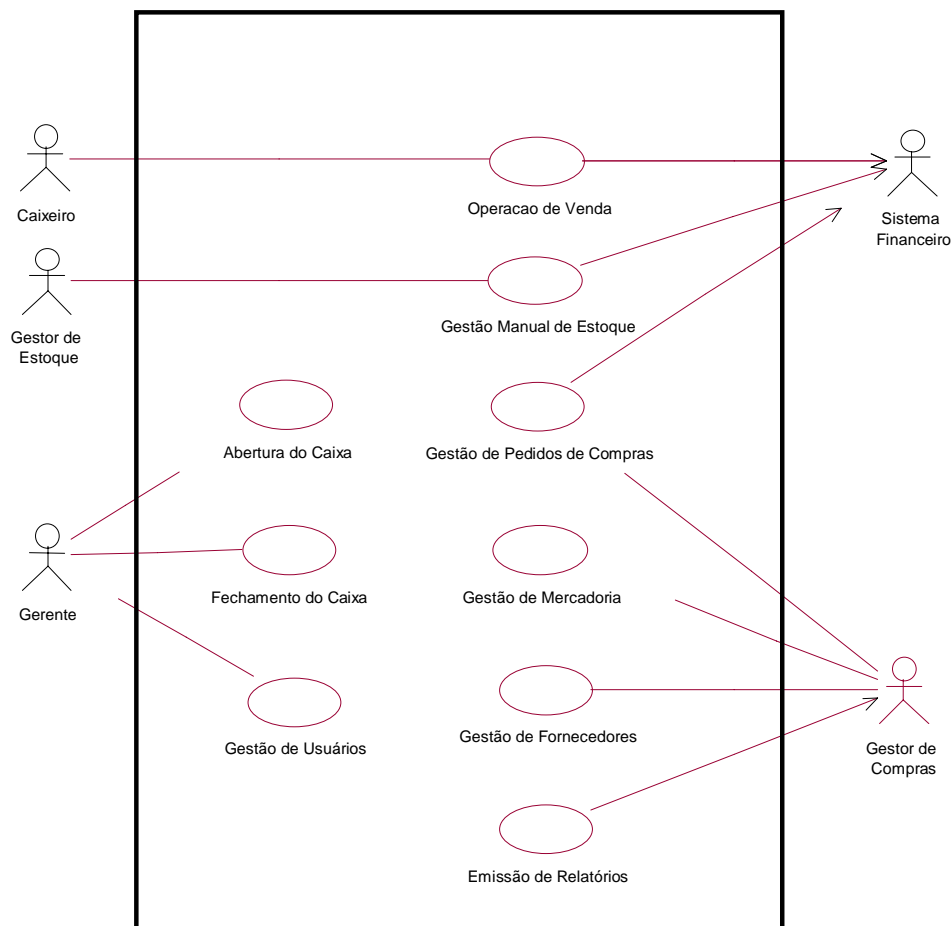 Caixeiro
Operacao de Venda
Sistema
Financeiro
Gestor de
Estoque
Gestão Manual de Estoque
Abertura do Caixa
Gestão de Pedidos de Compras
Gerente
Fechamento do Caixa
Gestão de Mercadoria
Gestão de Usuários
Gestão de Fornecedores
Gestor de
Compras
Emissão de Relatórios